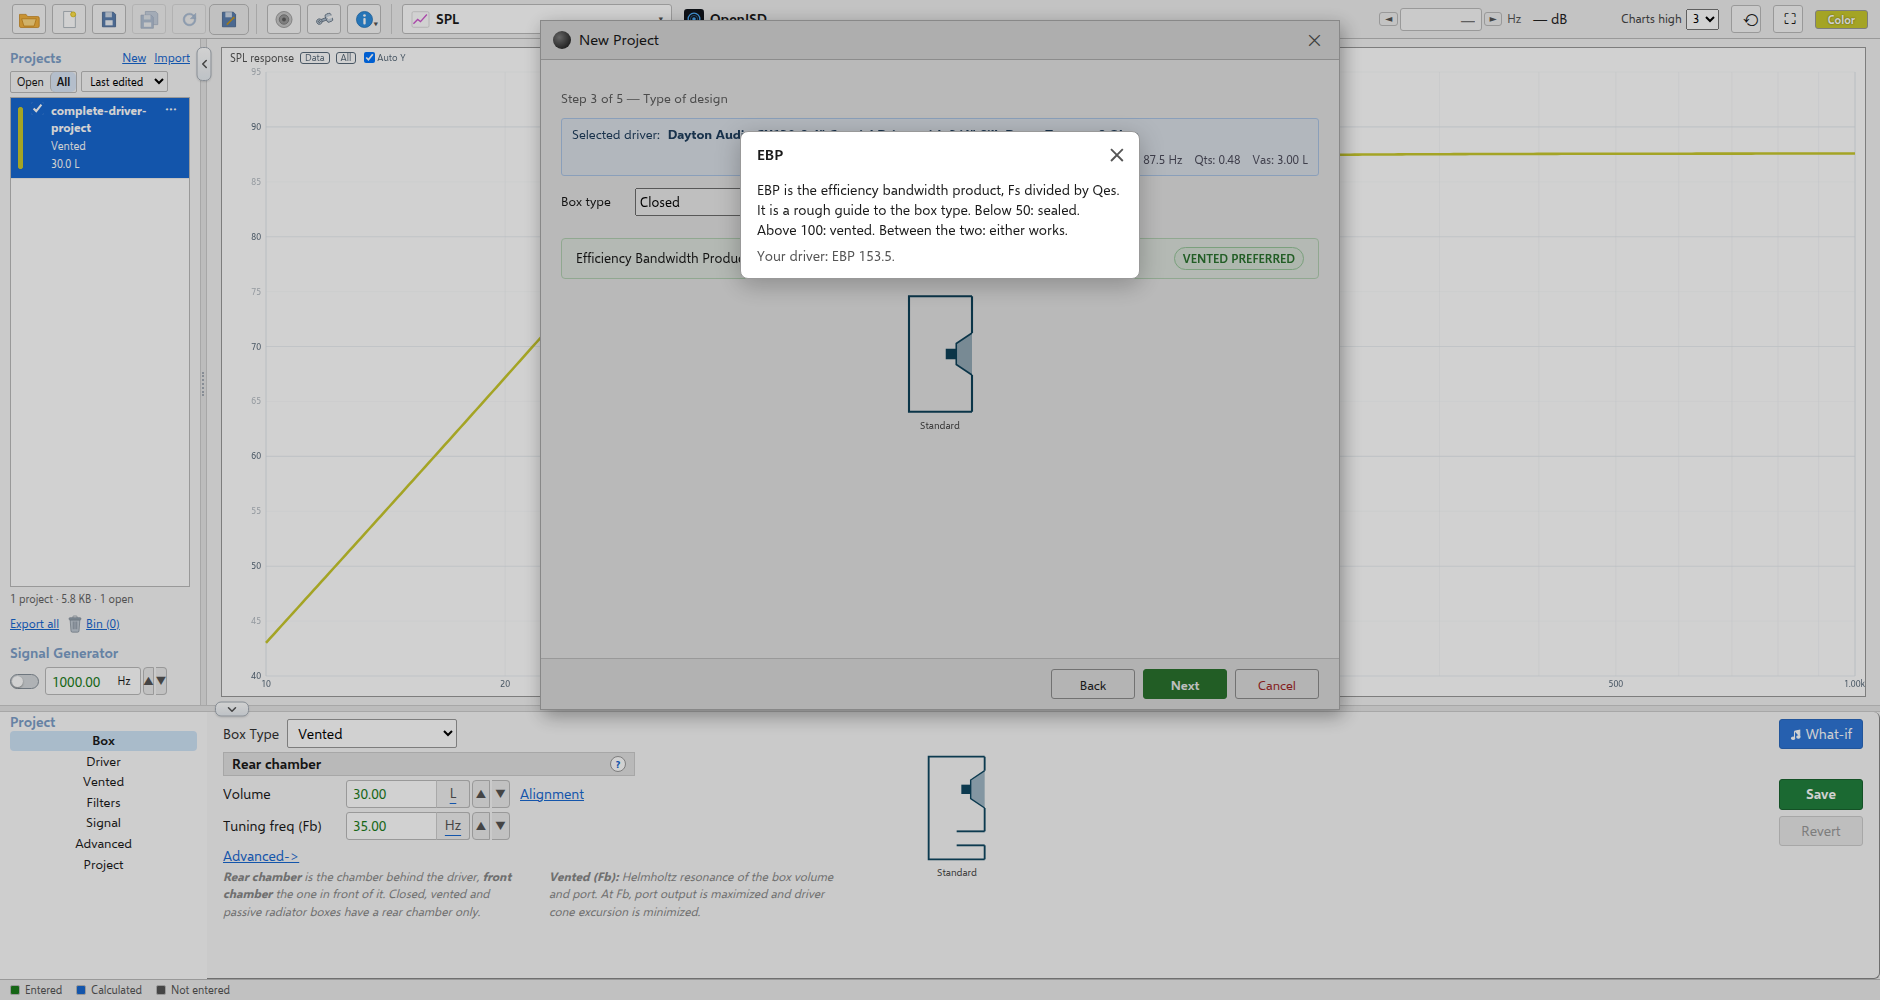 SPL
OpenISD
Hz
— dB
Charts high
3
Color
Projects
New
Import
Open
All
Last edited
complete-driver-project
Vented
30.0 L
1 project · 5.8 KB · 1 open
Export all
Bin (0)
Signal Generator
1000.00 Hz
SPL response
Data
All
Auto Y
95
90
85
80
75
70
65
60
55
50
45
40
10
20
500
1.00k
New Project
Step 3 of 5 — Type of design
Selected driver: Dayton Aud
87.5 Hz Qts: 0.48 Vas: 3.00 L
Box type
Closed
Efficiency Bandwidth Produ
VENTED PREFERRED
EBP
EBP is the efficiency bandwidth product, Fs divided by Qes.
It is a rough guide to the box type. Below 50: sealed.
Above 100: vented. Between the two: either works.
Your driver: EBP 153.5.
Standard
Back
Next
Cancel
Project
Box
Driver
Vented
Filters
Signal
Advanced
Project
Box Type
Vented
Rear chamber
?
Volume
30.00
L
Alignment
Tuning freq (Fb)
35.00
Hz
Advanced->
Rear chamber is the chamber behind the driver, front
chamber the one in front of it. Closed, vented and
passive radiator boxes have a rear chamber only.
Vented (Fb): Helmholtz resonance of the box volume
and port. At Fb, port output is maximized and driver
cone excursion is minimized.
Standard
What-if
Save
Revert
Entered
Calculated
Not entered